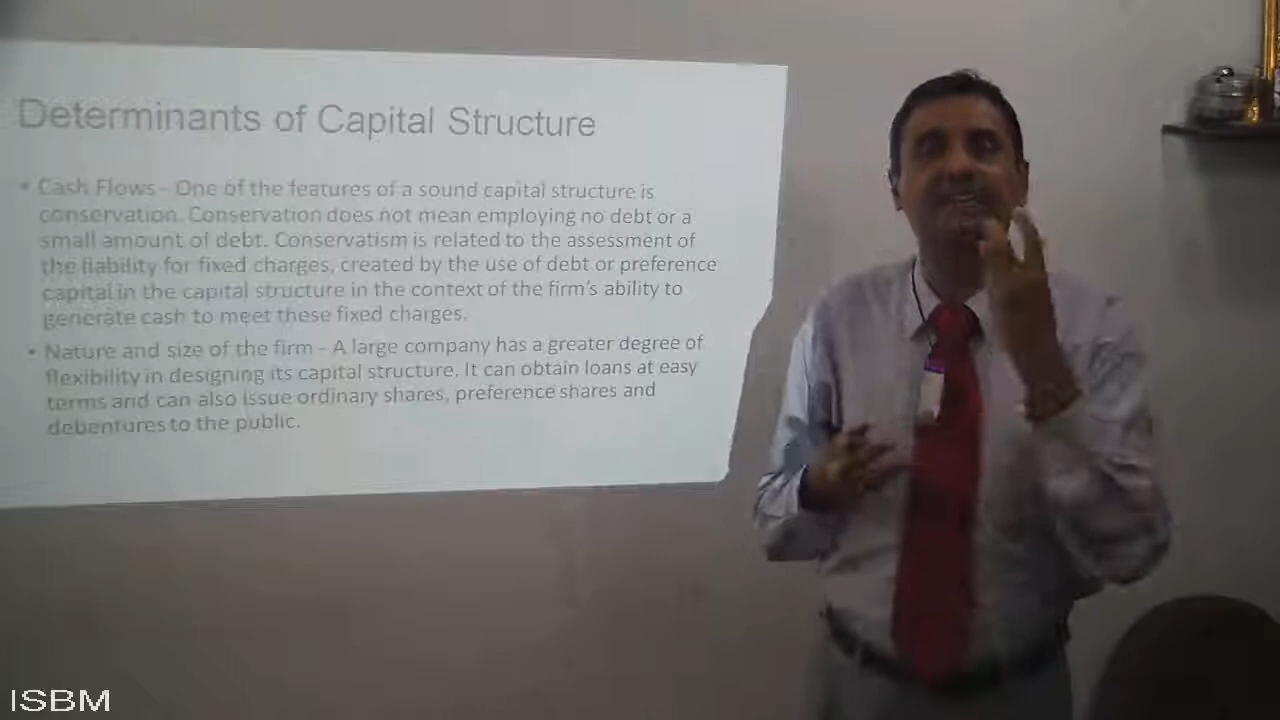 Determinants of Capital Structure
• Cash Flows - One of the features of a sound capital structure is
conservation. Conservation does not mean employing no debt or a
small amount of debt. Conservatism is related to the assessment of
the liability for fixed charges, created by the use of debt or preference
capital in the capital structure in the context of the firm's ability to
generate cash to meet these fixed charges.
• Nature and size of the firm - A large company has a greater degree of
flexibility in designing its capital structure. It can obtain loans at easy
terms and can also issue ordinary shares, preference shares and
debentures to the public.
ISBM